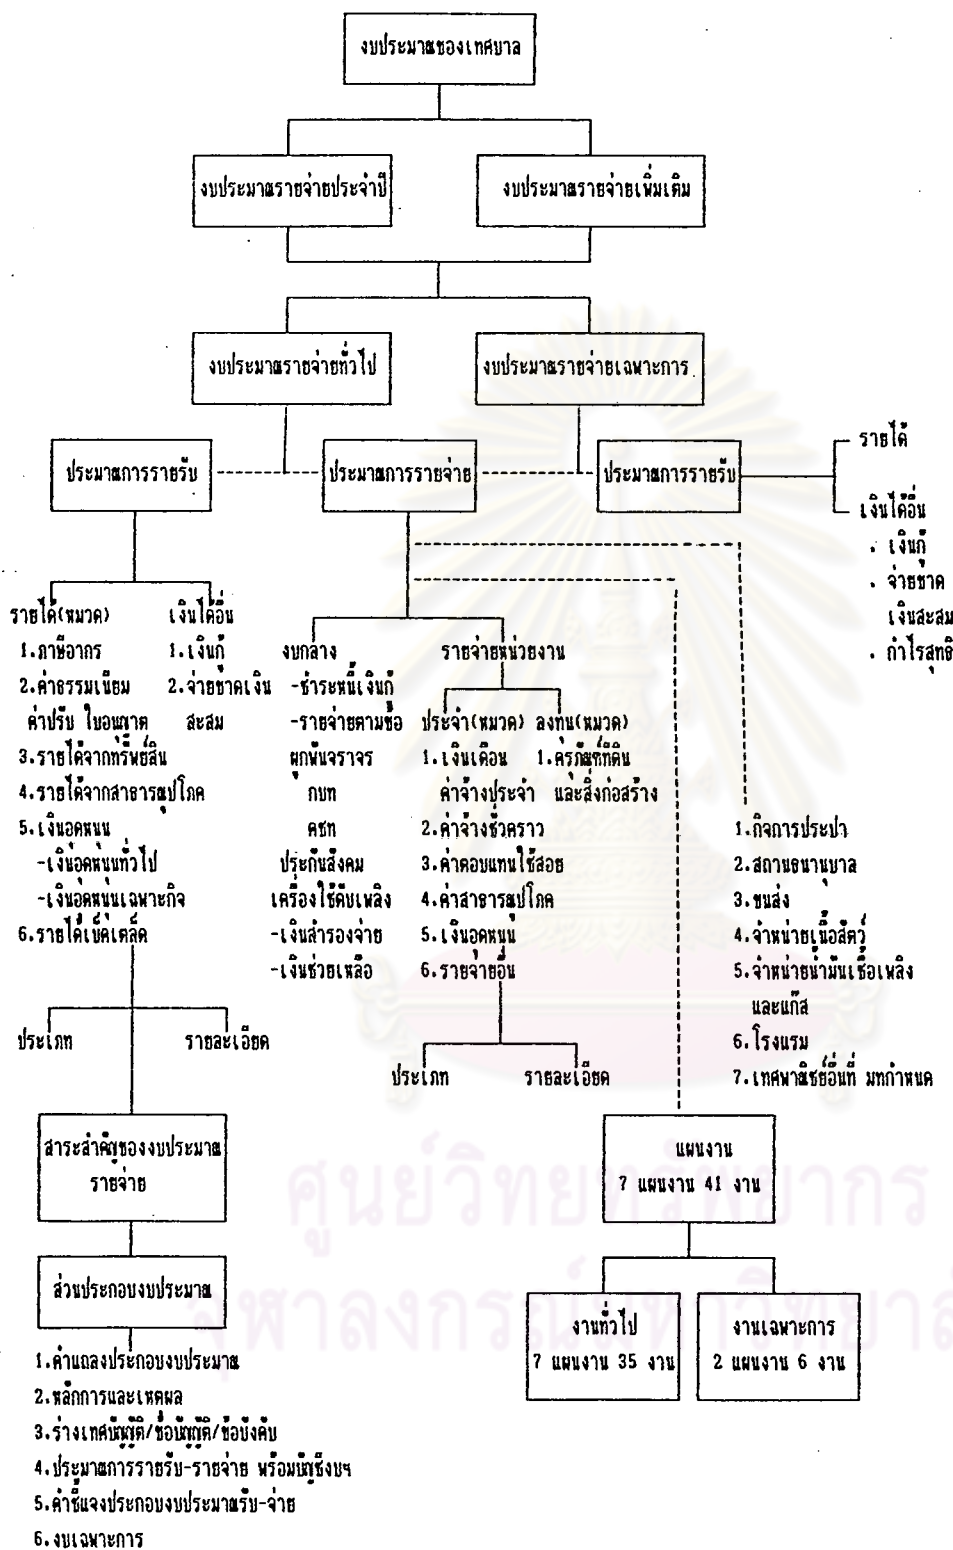 งบประมาณของเทศบาล
งบประมาณรายจ่ายประจำปี
งบประมาณรายจ่ายเพิ่มเติม
งบประมาณรายจ่ายทั่วไป
งบประมาณรายจ่ายเฉพาะการ
ประมาณการรายรับ
ประมาณการรายจ่าย
ประมาณการรายรับ
รายได้
เงินได้อื่น
. เงินกู้
. จ่ายขาด
เงินสะสม
. กำไรสุทธิ
รายได้(หมวด)
1.ภาษีอากร
2.ค่าธรรมเนียม
ค่าปรับ ใบอนุญาต
3.รายได้จากทรัพย์สิน
4.รายได้จากสาธารณูปโภค
5.เงินอุดหนุน
-เงินอุดหนุนทั่วไป
-เงินอุดหนุนเฉพาะกิจ
6.รายได้เบ็ดเตล็ด
เงินได้อื่น
1.เงินกู้
2.จ่ายขาดเงิน
สะสม
ประเภท
รายละเอียด
งบกลาง
-ชำระหนี้เงินกู้
-รายจ่ายตามข้อ
ผูกพันจราจร
กบท
คชท
ประกันสังคม
เครื่องใช้ดับเพลิง
-เงินสำรองจ่าย
-เงินช่วยเหลือ
รายจ่ายหน่วยงาน
ประจำ(หมวด)
1.เงินเดือน
ค่าจ้างประจำ
2.ค่าจ้างชั่วคราว
3.ค่าตอบแทนใช้สอย
4.ค่าสาธารณูปโภค
5.เงินอุดหนุน
6.รายจ่ายอื่น
ลงทุน(หมวด)
1.ครุภัณฑ์ที่ดิน
และสิ่งก่อสร้าง
ประเภท
รายละเอียด
1.กิจการประปา
2.สถานธนานุบาล
3.ขนส่ง
4.จำหน่ายเนื้อสัตว์
5.จำหน่ายน้ำมันเชื้อเพลิง
และแก๊ส
6.โรงแรม
7.เทศพาณิชย์อื่นที่ มทกำหนด
สาระสำคัญของงบประมาณ
รายจ่าย
ส่วนประกอบงบประมาณ
1.คำแถลงประกอบงบประมาณ
2.หลักการและเหตุผล
3.ร่างเทศบัญญัติ/ข้อบัญญัติ/ข้อบังคับ
4.ประมาณการรายรับ-รายจ่าย พร้อมบัญชีงบฯ
5.คำชี้แจงประกอบงบประมาณรับ-จ่าย
6.งบเฉพาะการ
แผนงาน
7 แผนงาน 41 งาน
งานทั่วไป
7 แผนงาน 35 งาน
งานเฉพาะการ
2 แผนงาน 6 งาน
ศูนย์วิทยทรัพยากร
จุฬาลงกรณ์มหาวิทยาลัย